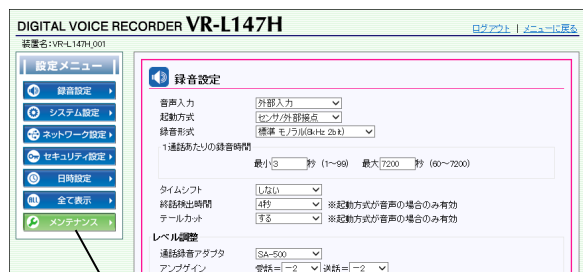 DIGITAL VOICE RECORDER VR-L147H
ログアウト | メニューに戻る
装置名:VR-L147H,001
設定メニュー
録音設定
システム設定
ネットワーク設定
セキュリティ設定
日時設定
ALL 全て表示
メンテナンス
録音設定
音声入力 外部入力
起動方式 センサ/外部接点
録音形式 標準 モノラル(8kHz 2bit)
1通話あたりの録音時間
最小 3 秒 (1~99) 最大 7200 秒 (60~7200)
タイムシフト しない
終話検出時間 4秒 ※起動方式が音声の場合のみ有効
テールカット する ※起動方式が音声の場合のみ有効
レベル調整
通話録音アダプタ SA-500
アンプゲイン 受話= -2 送話= -2